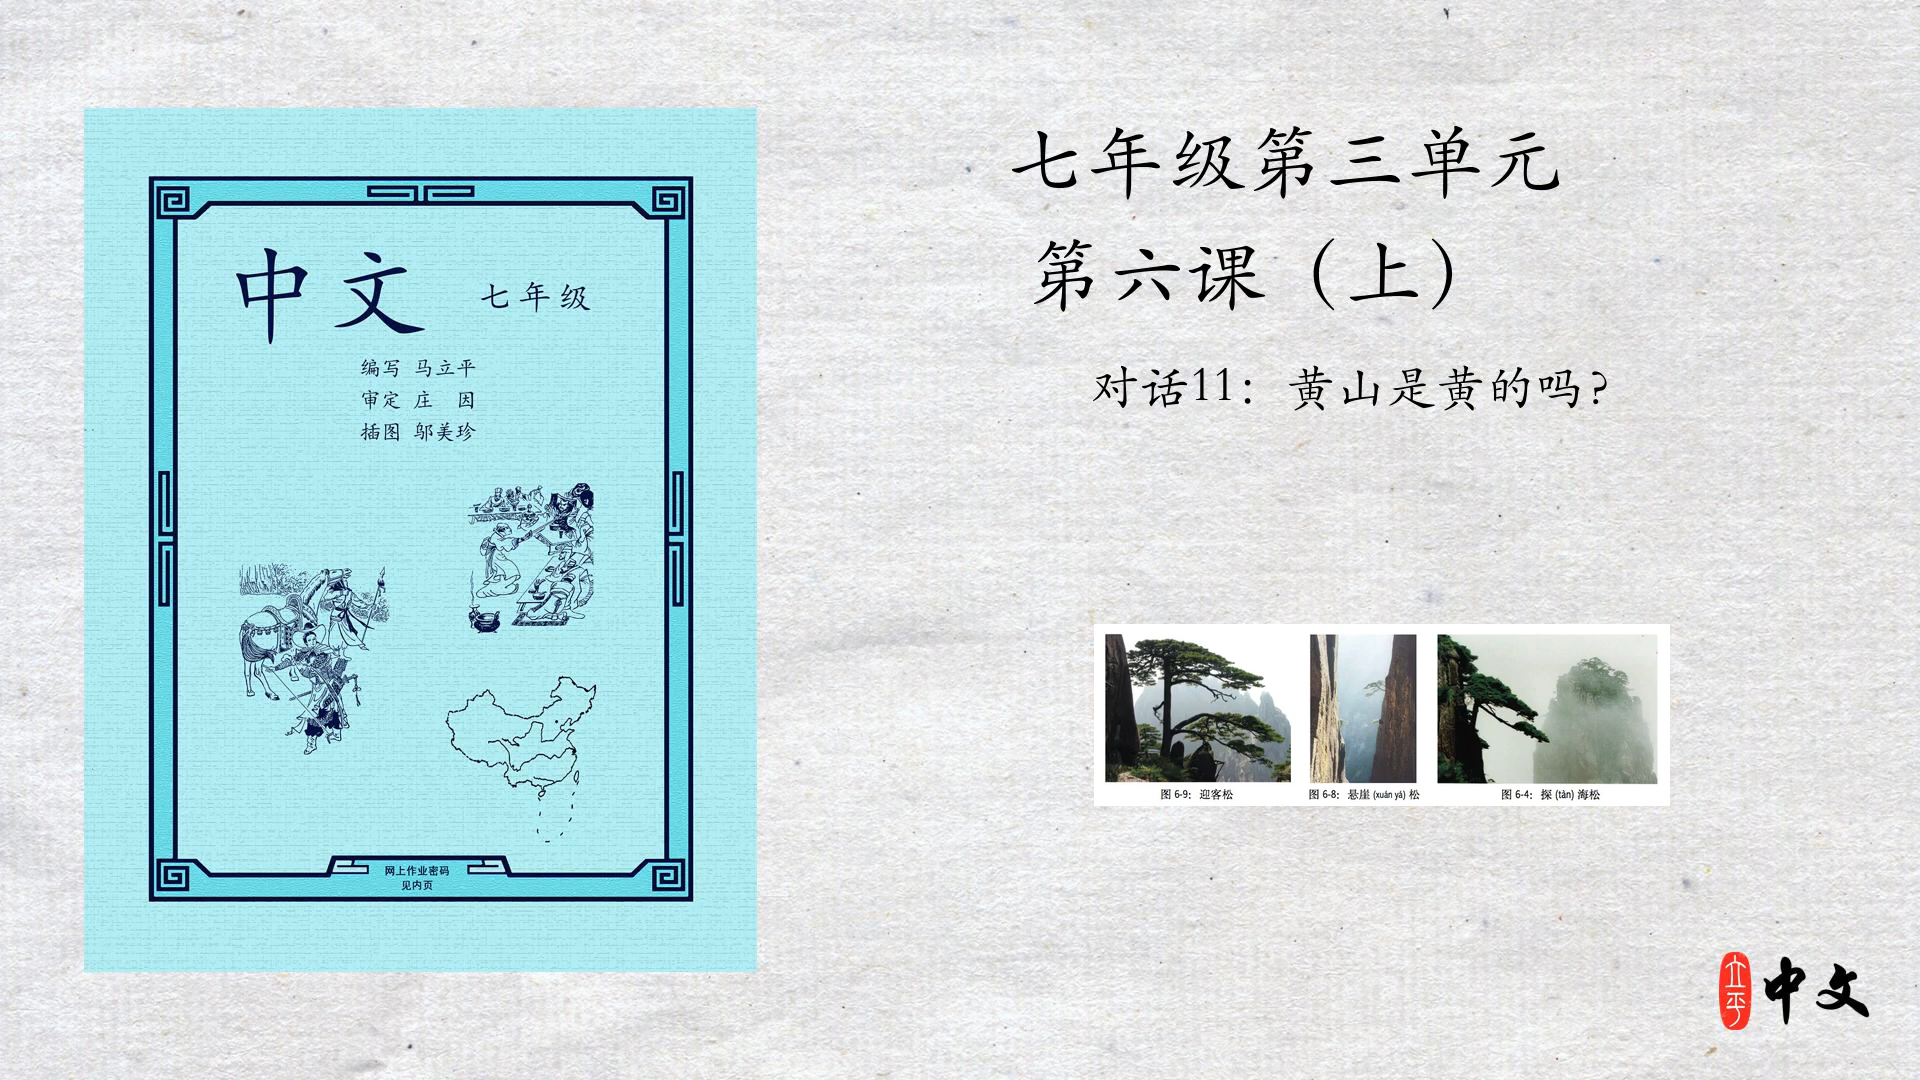 中文 七年级
编写 马立平
审定 庄 因
插图 邬美珍
网上作业密码
见内页
七年级第三单元
第六课（上）
对话11：黄山是黄的吗？
图 6-9：迎客松
图 6-8：悬崖 (xuán yá) 松
图 6-4：探 (tàn) 海松
立平 中文